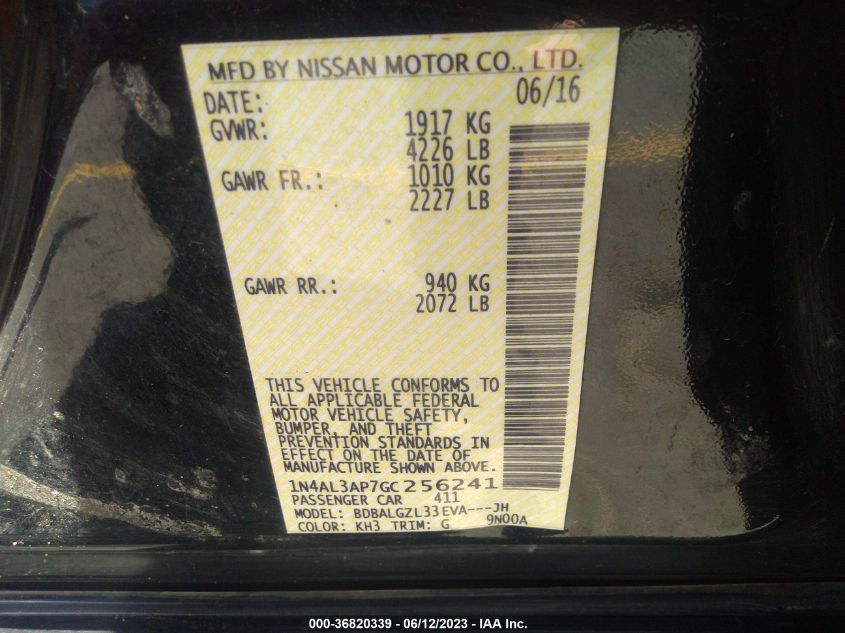 MFD BY NISSAN MOTOR CO., LTD.
DATE: 06/16
GVWR: 1917 KG
4226 LB
GAWR FR.: 1010 KG
2227 LB
GAWR RR.: 940 KG
2072 LB
THIS VEHICLE CONFORMS TO
ALL APPLICABLE FEDERAL
MOTOR VEHICLE SAFETY,
BUMPER, AND THEFT
PREVENTION STANDARDS IN
EFFECT ON THE DATE OF
MANUFACTURE SHOWN ABOVE.
1N4AL3AP7GC256241
PASSENGER CAR 411
MODEL: BDBALGZL33EVA---JH
COLOR: KH3 TRIM: G 9N00A
000-36820339 - 06/12/2023 - IAA Inc.